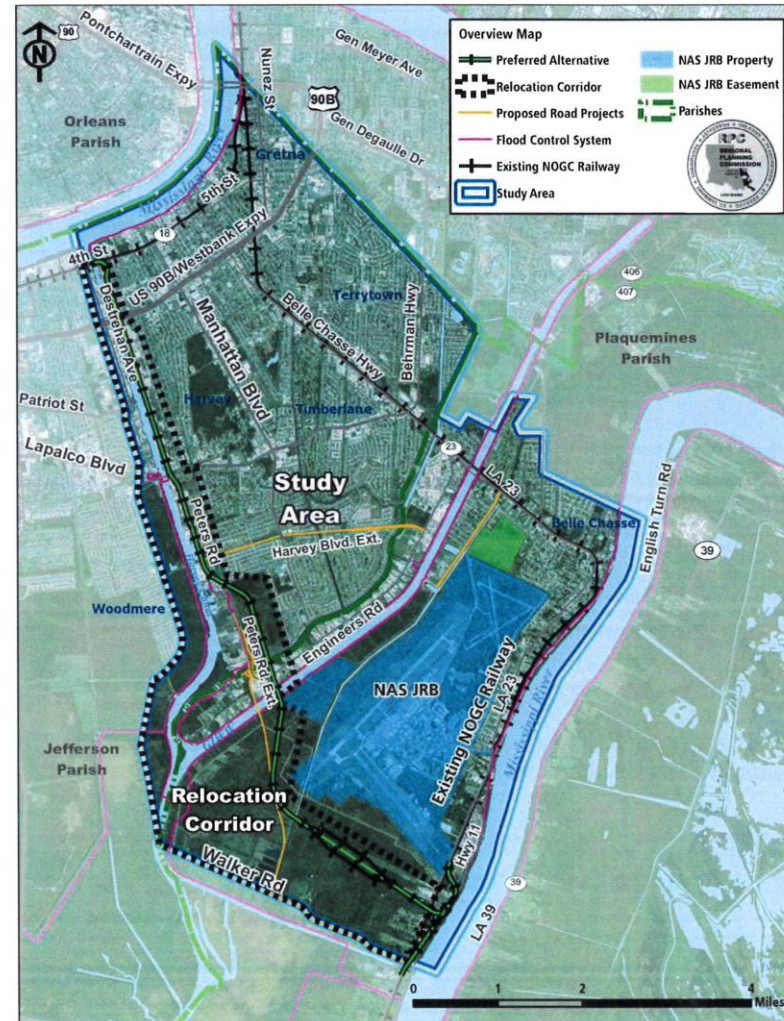 90
Pontchartrain Expy
N
Orleans
Parish
Mississippi River
Nunez St
Gen Meyer Ave
90B
Gen Degaulle Dr
Gretna
5th St
18
4th St
US 90B/Westbank Expy
Destrehan Ave
Manhattan Blvd
Terrytown
Belle Chasse Hwy
Behrman Hwy
406
407
Plaquemines
Parish
Patriot St
Harvey
Timberlane
Lapalco Blvd
23
LA 23
Study
Area
Peters Rd
Harvey Blvd. Ext.
Belle Chasse
English Turn Rd
39
Woodmere
Peters Rd. Ext.
Engineers Rd
NAS JRB
Existing NOGC Railway
LA 23
Mississippi River
Jefferson
Parish
Relocation
Corridor
Walker Rd
Hwy 11
LA 39
39
Overview Map
Preferred Alternative
Relocation Corridor
Proposed Road Projects
Flood Control System
Existing NOGC Railway
Study Area
NAS JRB Property
NAS JRB Easement
Parishes
RPC
REGIONAL
PLANNING
COMMISSION
0 1 2 4
Miles